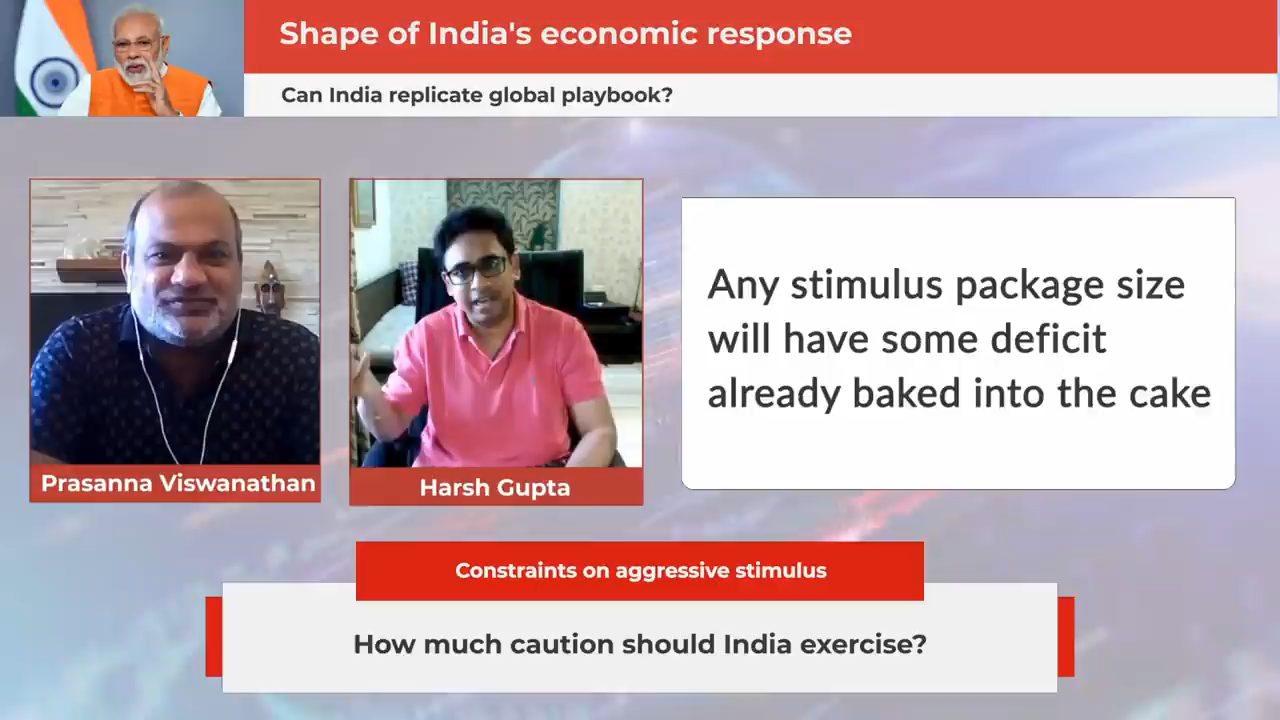 Shape of India's economic response
Can India replicate global playbook?
Any stimulus package size
will have some deficit
already baked into the cake
Prasanna Viswanathan
Harsh Gupta
Constraints on aggressive stimulus
How much caution should India exercise?